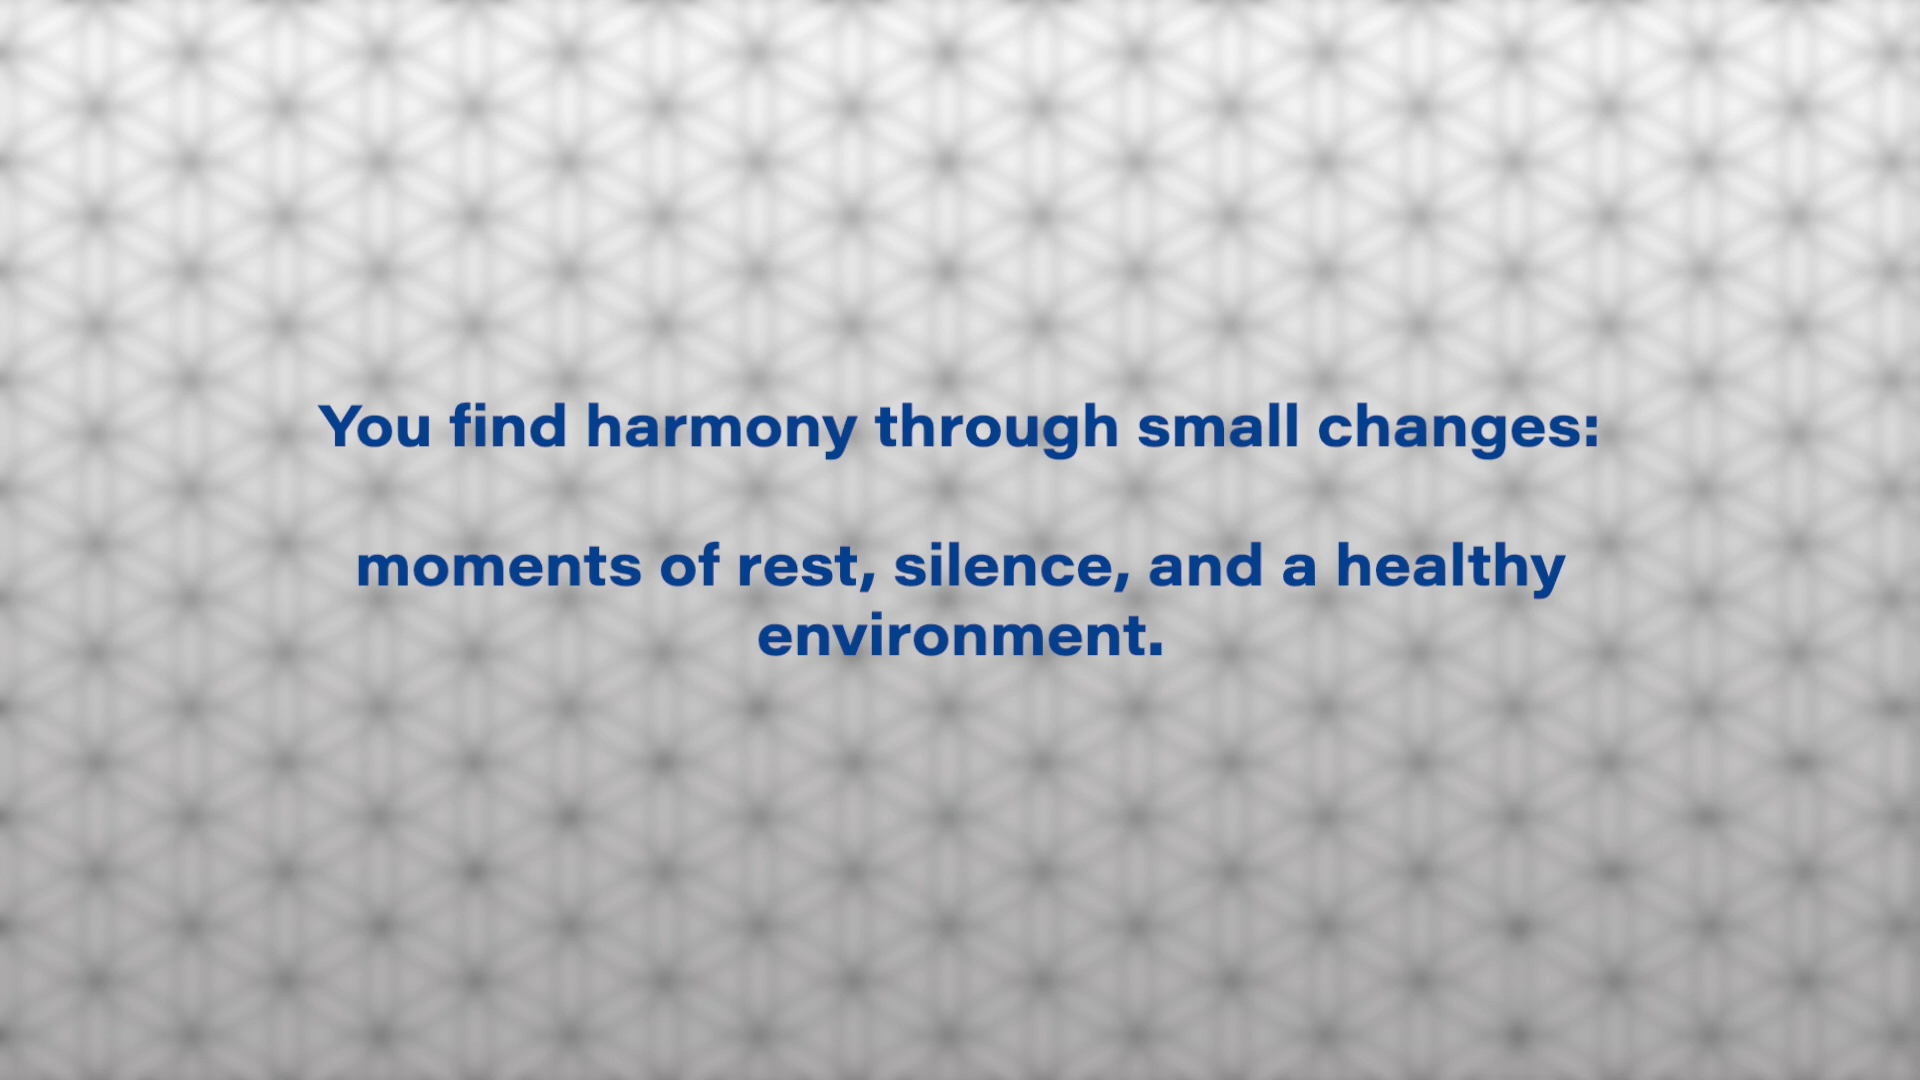 You find harmony through small changes:
moments of rest, silence, and a healthy
environment.